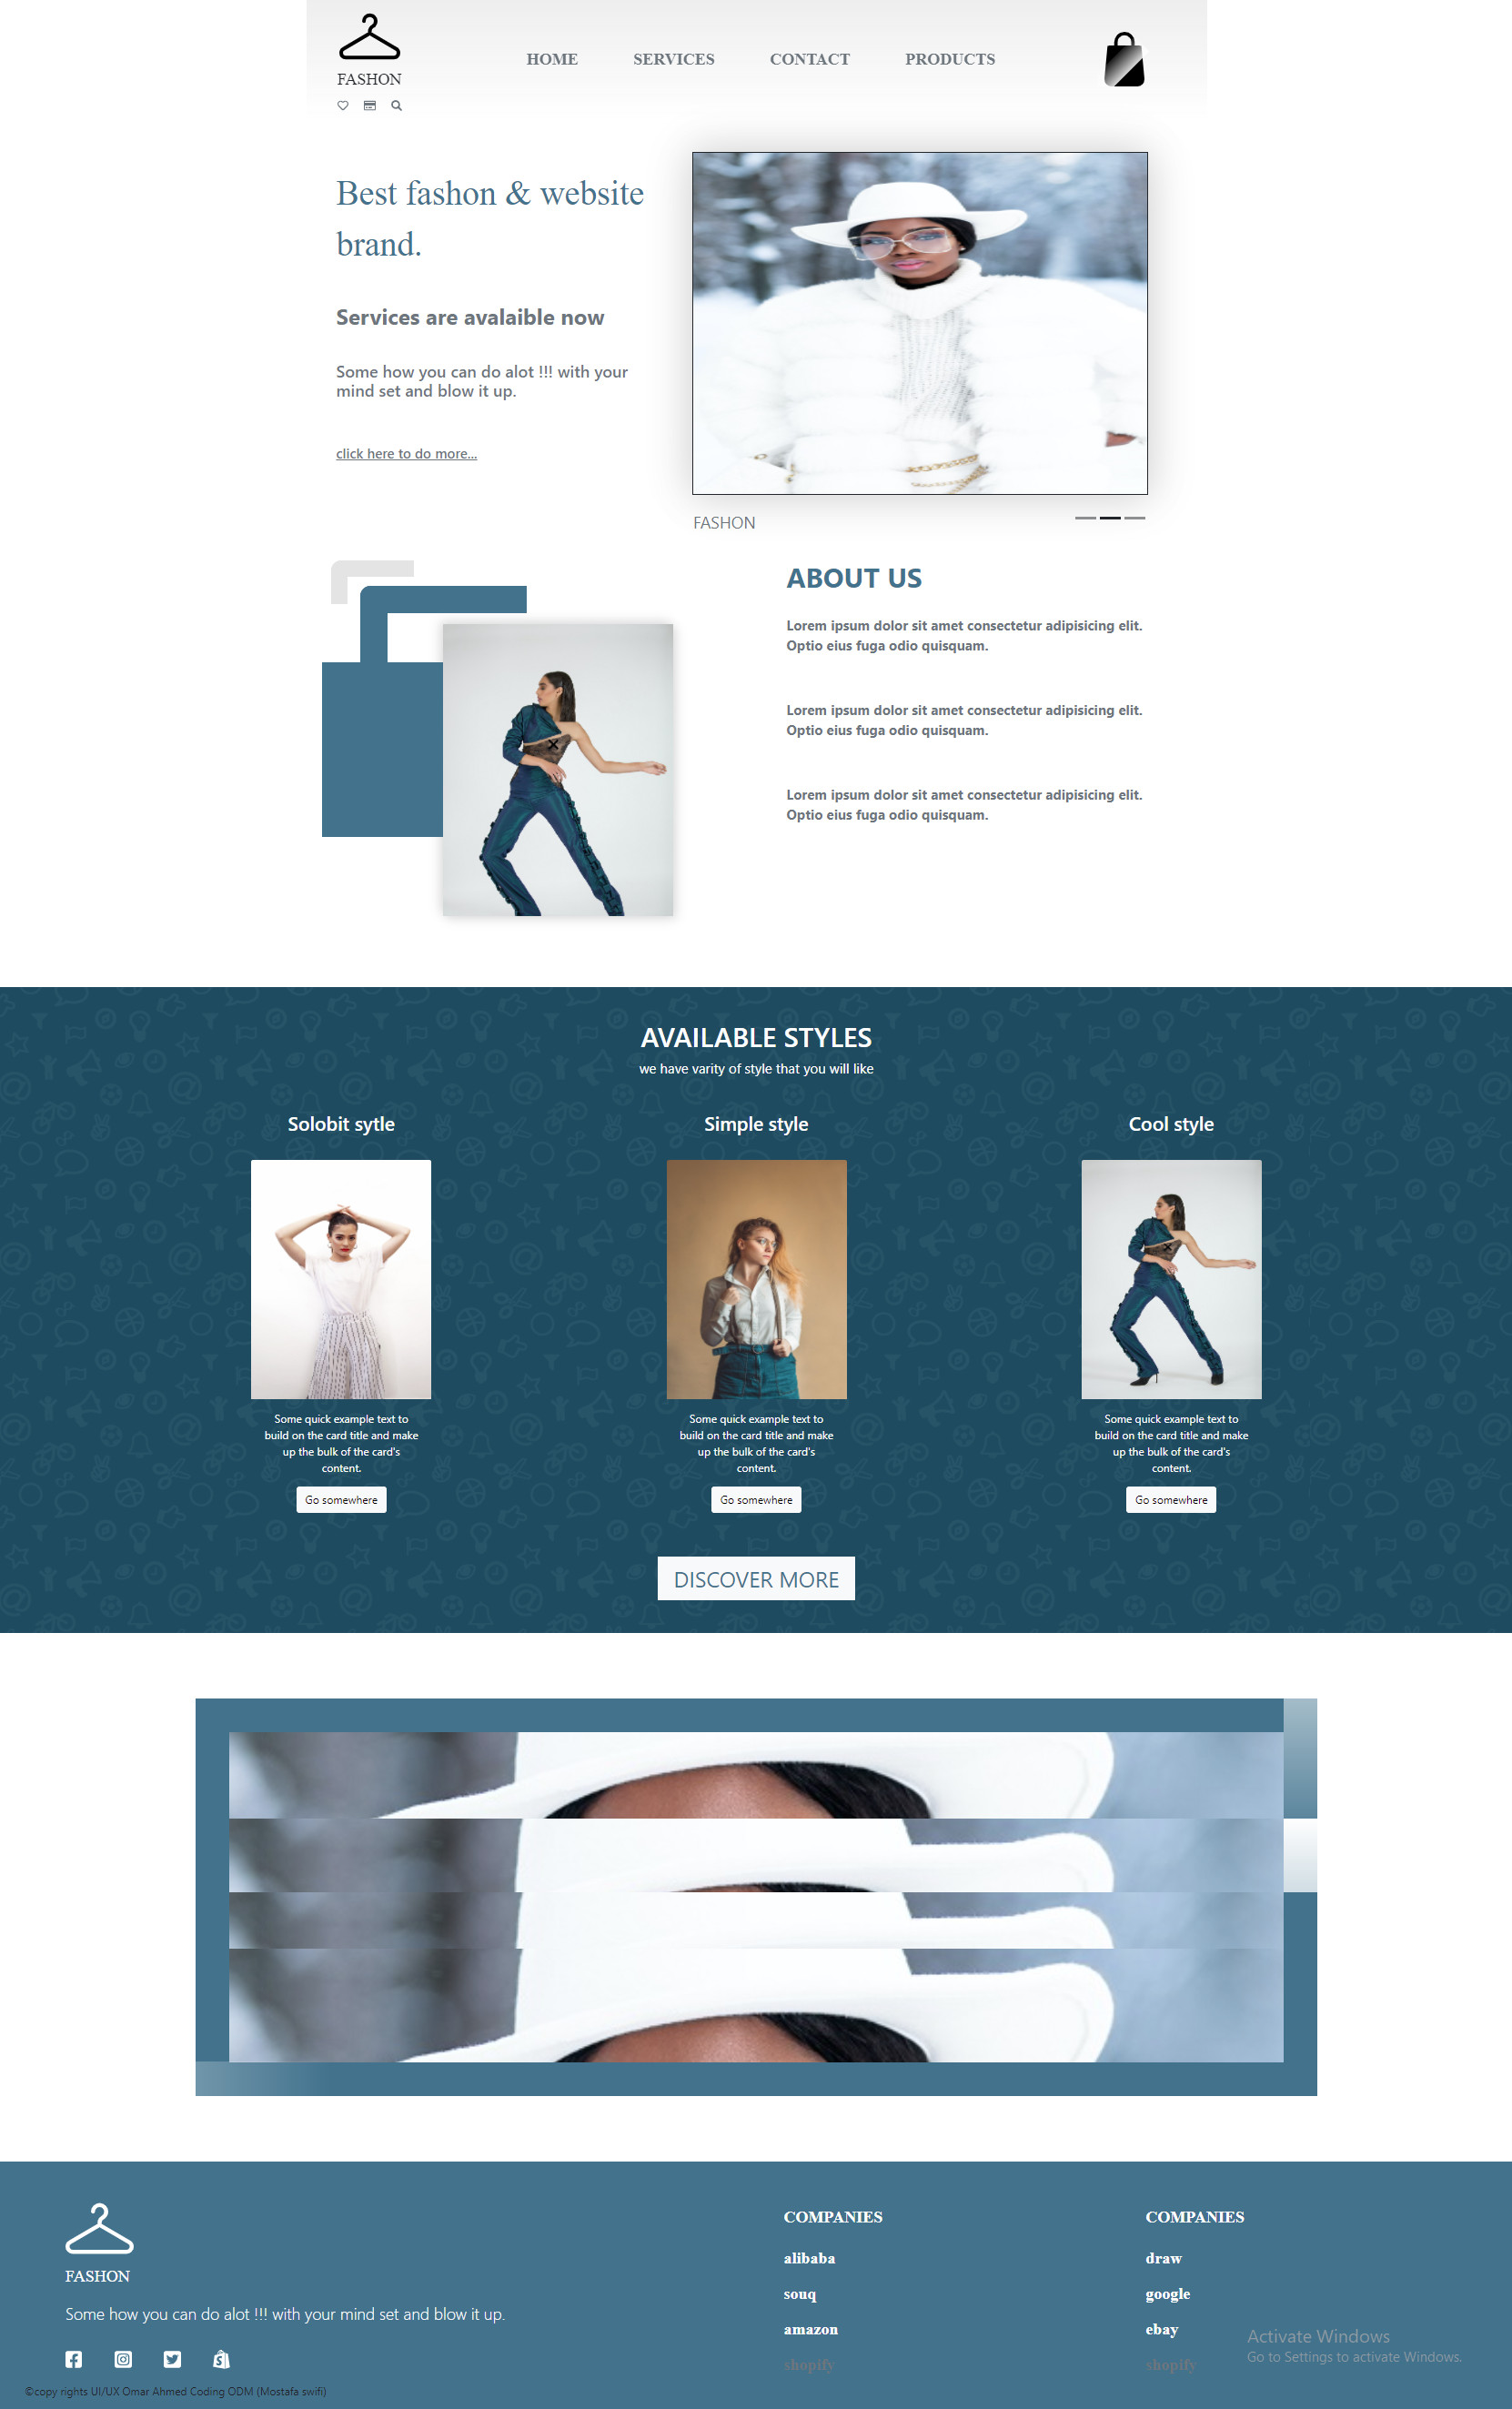 FASHON
HOME SERVICES CONTACT PRODUCTS
Best fashon & website
brand.
Services are avalaible now
Some how you can do alot !!! with your
mind set and blow it up.
click here to do more...
FASHON
ABOUT US
Lorem ipsum dolor sit amet consectetur adipisicing elit.
Optio eius fuga odio quisquam.
Lorem ipsum dolor sit amet consectetur adipisicing elit.
Optio eius fuga odio quisquam.
Lorem ipsum dolor sit amet consectetur adipisicing elit.
Optio eius fuga odio quisquam.
AVAILABLE STYLES
we have varity of style that you will like
Solobit sytle
Some quick example text to
build on the card title and make
up the bulk of the card's
content.
Go somewhere
Simple style
Some quick example text to
build on the card title and make
up the bulk of the card's
content.
Go somewhere
Cool style
Some quick example text to
build on the card title and make
up the bulk of the card's
content.
Go somewhere
DISCOVER MORE
FASHON
Some how you can do alot !!! with your mind set and blow it up.
COMPANIES
alibaba
souq
amazon
shopify
COMPANIES
draw
google
ebay
shopify
Activate Windows
Go to Settings to activate Windows.
©copy rights UI/UX Omar Ahmed Coding ODM (Mostafa swifi)